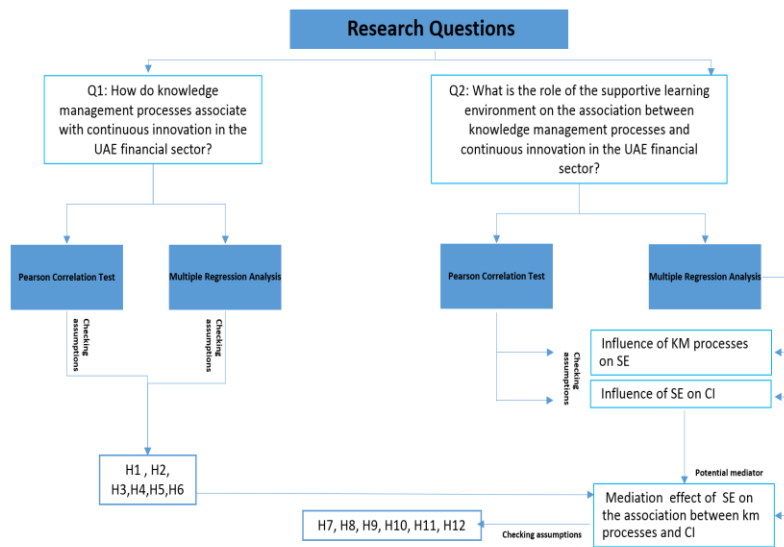 Research Questions
Q1: How do knowledge
management processes associate
with continuous innovation in the
UAE financial sector?
Q2: What is the role of the supportive learning
environment on the association between
knowledge management processes and
continuous innovation in the UAE financial
sector?
Pearson Correlation Test
Multiple Regression Analysis
Pearson Correlation Test
Multiple Regression Analysis
Checking
assumptions
Checking
assumptions
Checking
assumptions
Influence of KM processes
on SE
Influence of SE on CI
H1 , H2,
H3,H4,H5,H6
Potential mediator
Mediation effect of SE on
the association between km
processes and CI
H7, H8, H9, H10, H11, H12
Checking assumptions